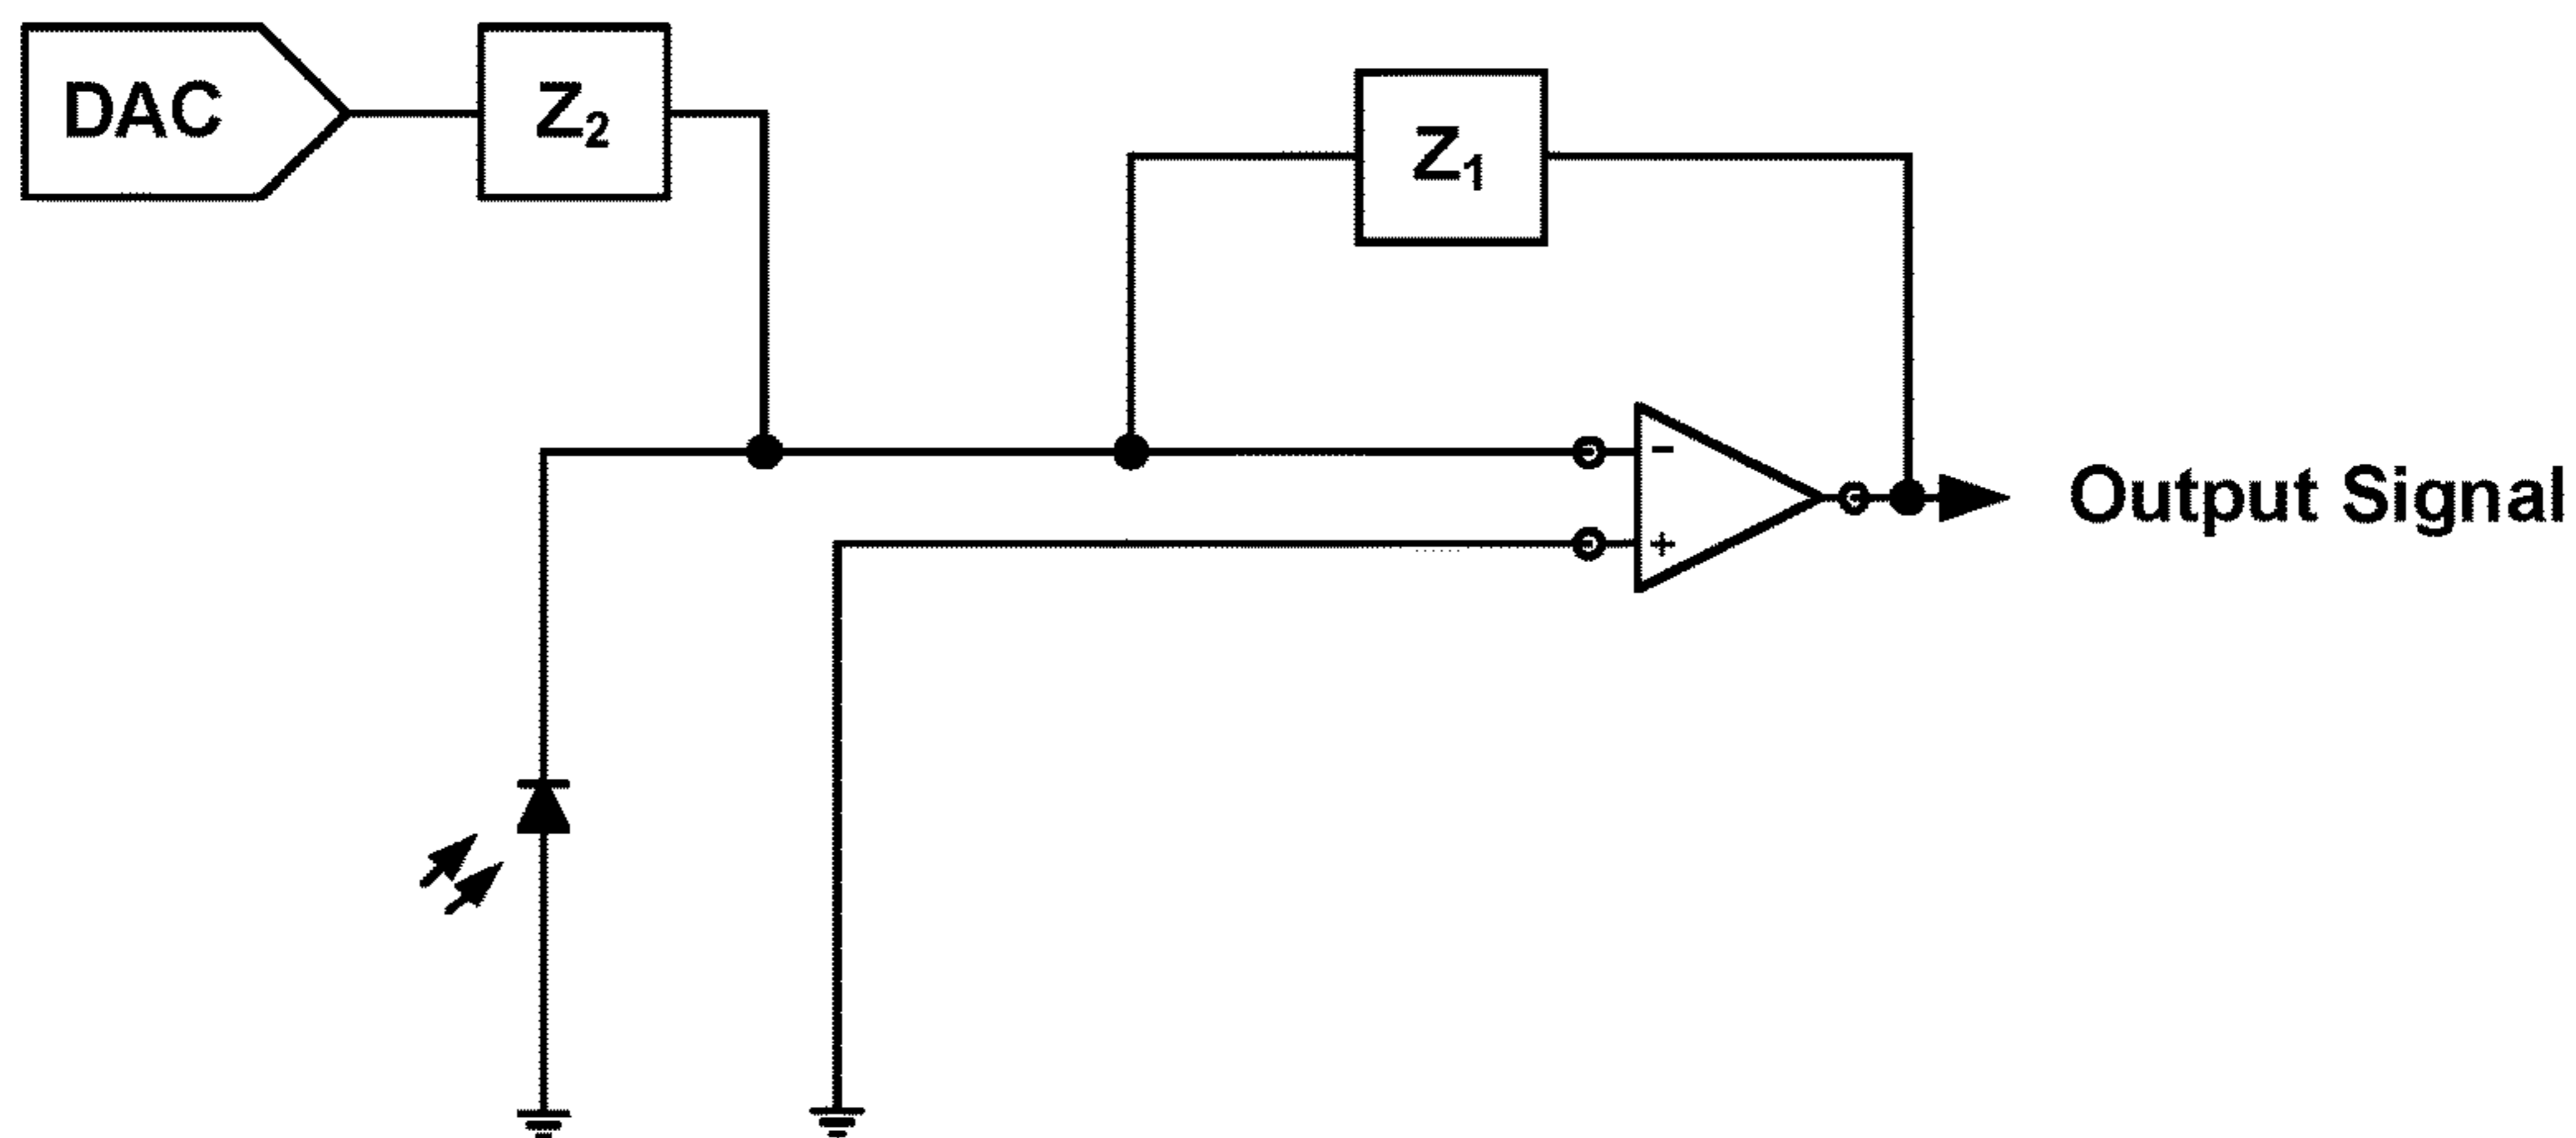 DAC
Z₂
Z₁
-
+
Output Signal